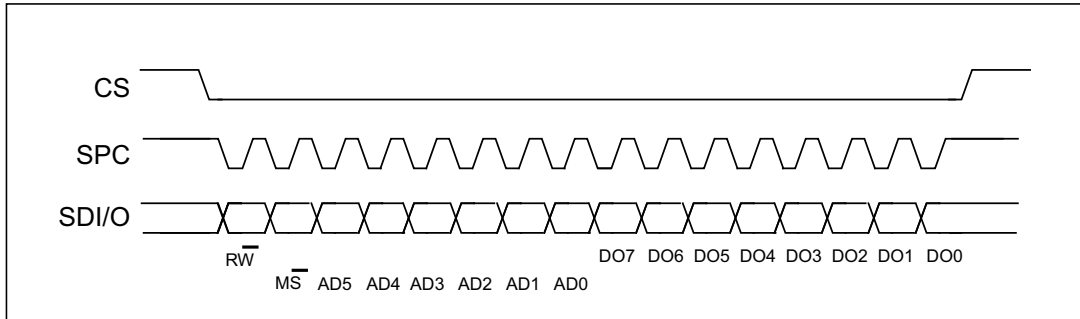 CS
SPC
SDI/O
RW̅ DO7 DO6 DO5 DO4 DO3 DO2 DO1 DO0
MS̅ AD5 AD4 AD3 AD2 AD1 AD0